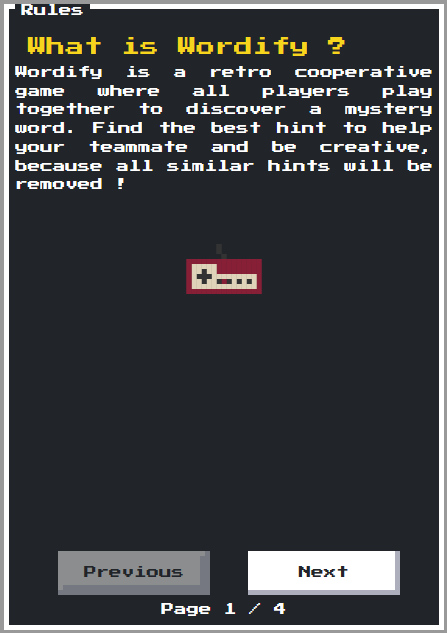 Rules
What is Wordify ?
Wordify is a retro cooperative
game where all players play
together to discover a mystery
word. Find the best hint to help
your teammate and be creative,
because all similar hints will be
removed !
Previous
Next
Page 1 / 4